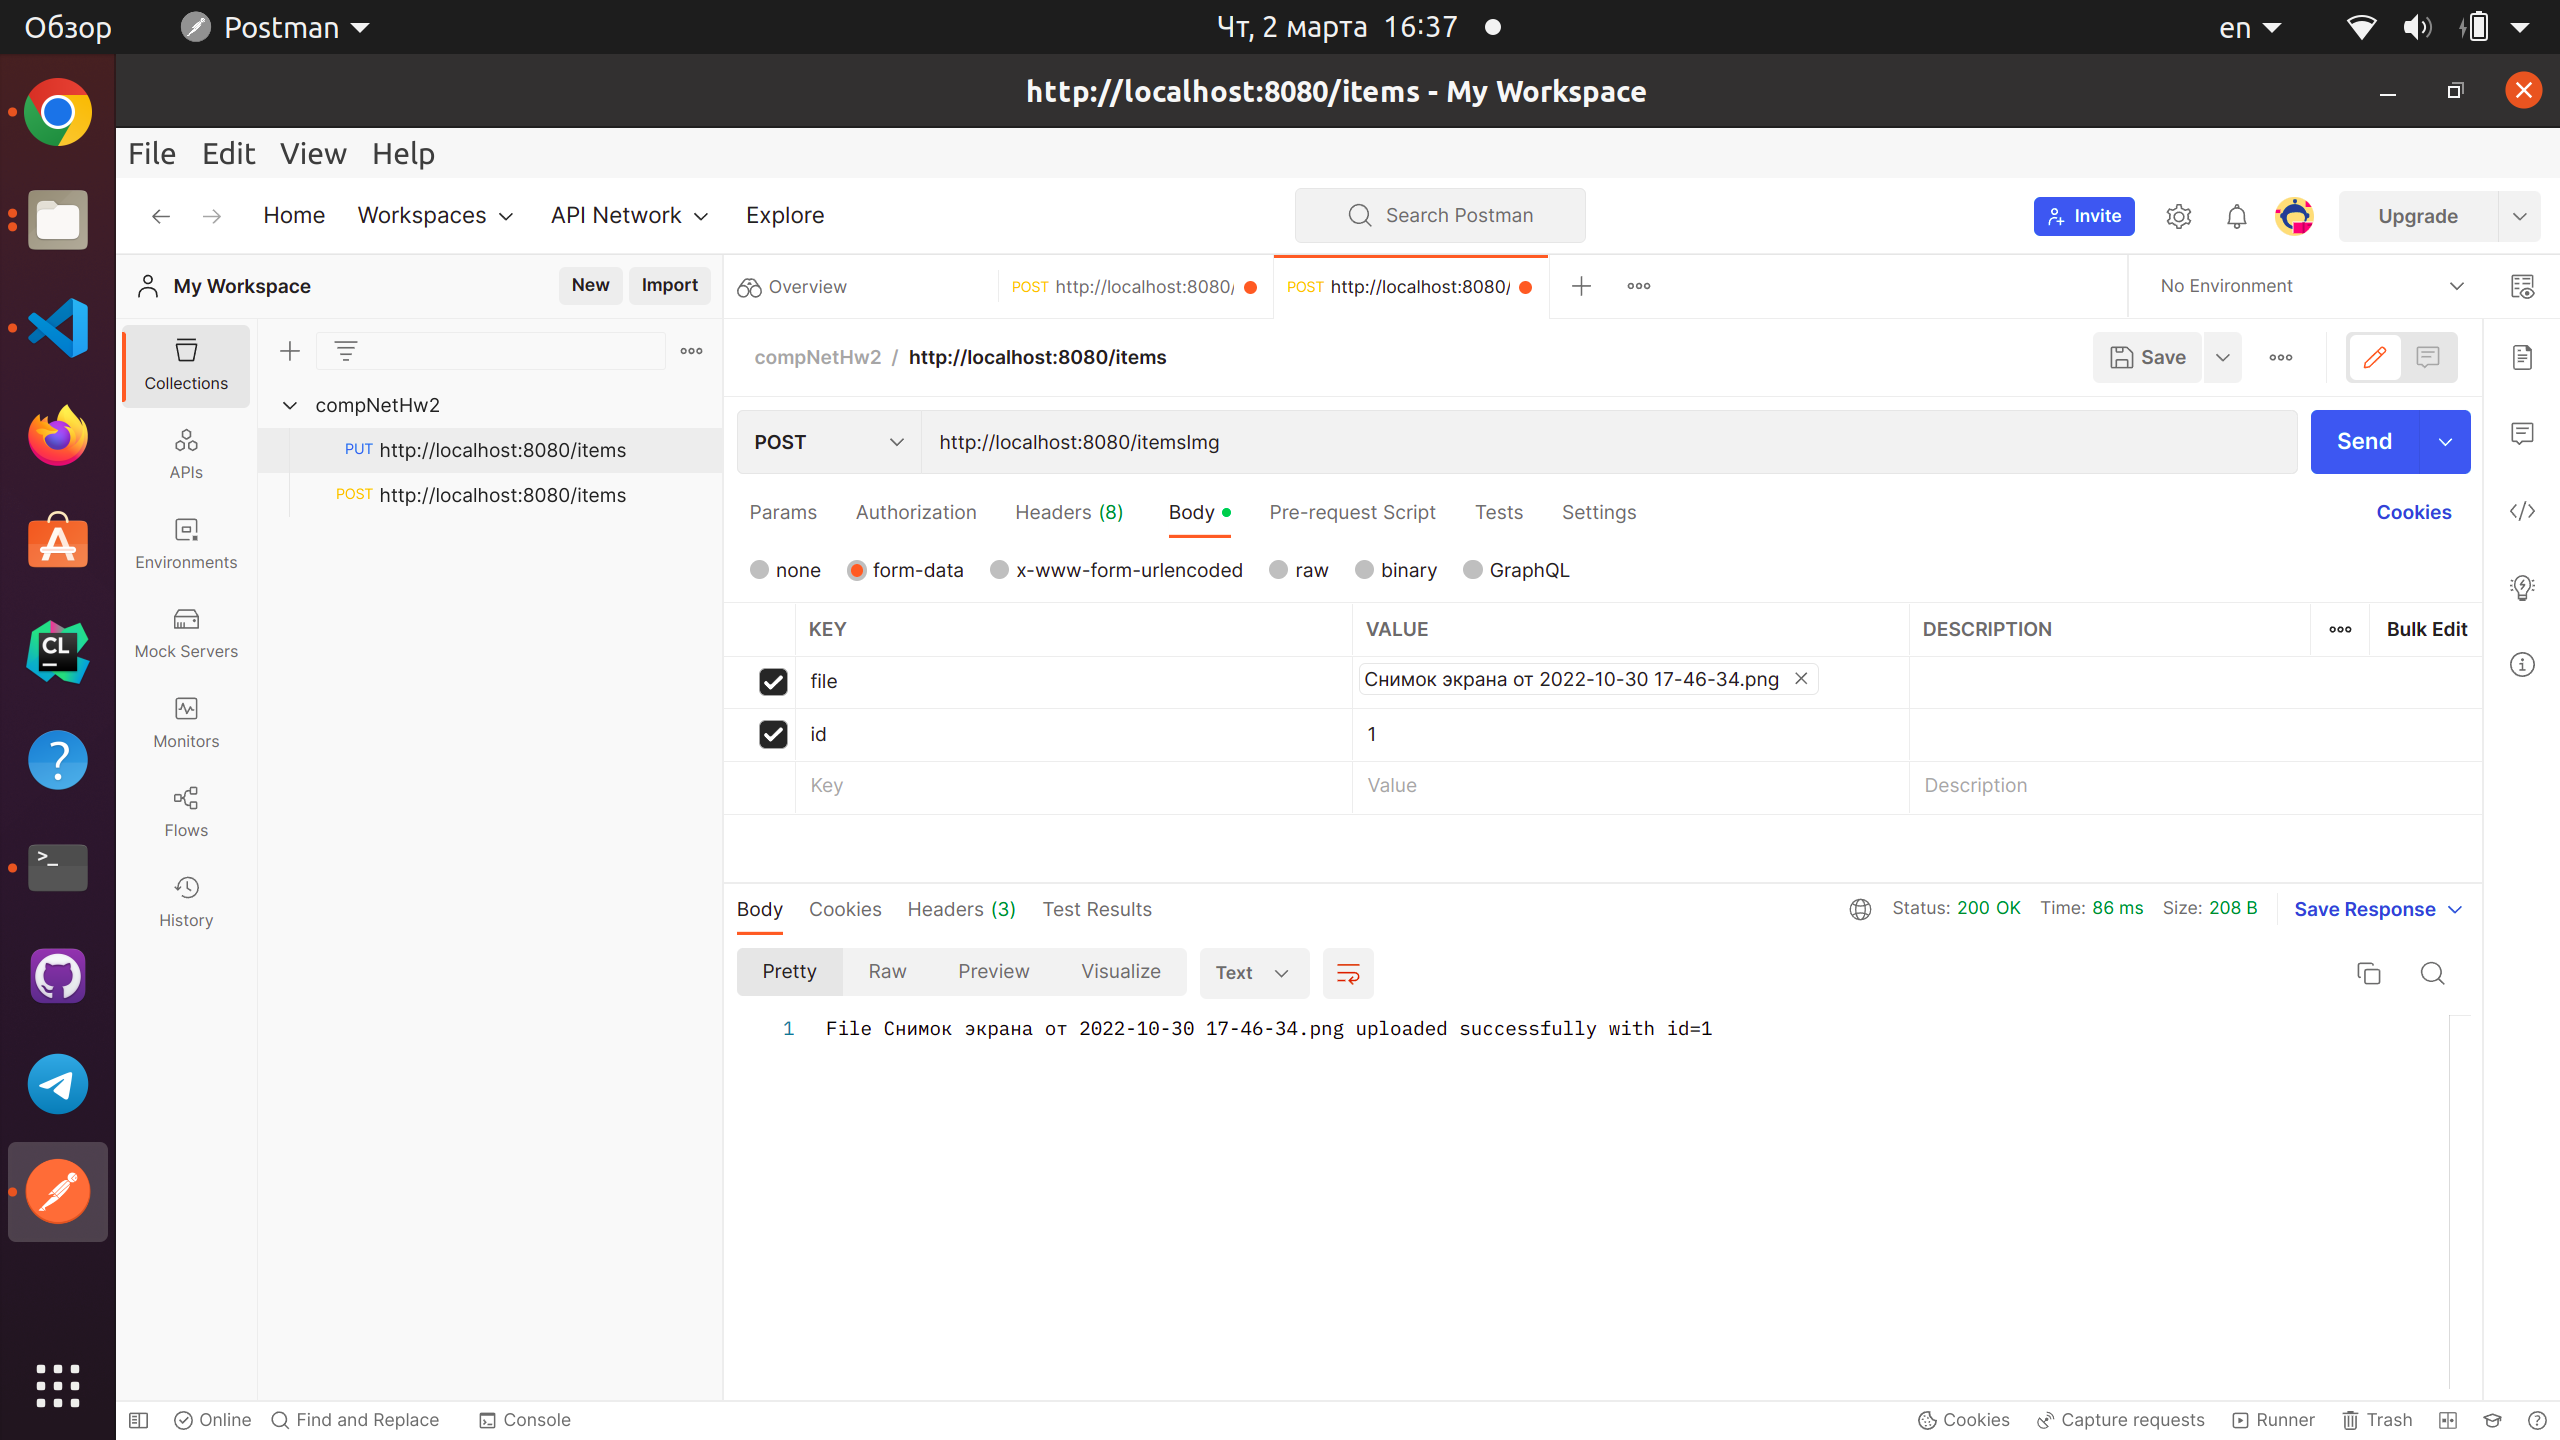 Обзор Postman Чт, 2 марта 16:37 en
http://localhost:8080/items - My Workspace
File Edit View Help
Home Workspaces API Network Explore Search Postman Invite Upgrade
My Workspace New Import Overview POST http://localhost:8080/ POST http://localhost:8080/ No Environment
Collections
APIs
Environments
Mock Servers
Monitors
Flows
History
compNetHw2
PUT http://localhost:8080/items
POST http://localhost:8080/items
compNetHw2 / http://localhost:8080/items Save
POST http://localhost:8080/itemsImg Send
Params Authorization Headers (8) Body Pre-request Script Tests Settings Cookies
none form-data x-www-form-urlencoded raw binary GraphQL
KEY VALUE DESCRIPTION Bulk Edit
file Снимок экрана от 2022-10-30 17-46-34.png
id 1
Key Value Description
Body Cookies Headers (3) Test Results Status: 200 OK Time: 86 ms Size: 208 B Save Response
Pretty Raw Preview Visualize Text
1 File Снимок экрана от 2022-10-30 17-46-34.png uploaded successfully with id=1
Online Find and Replace Console Cookies Capture requests Runner Trash
CL